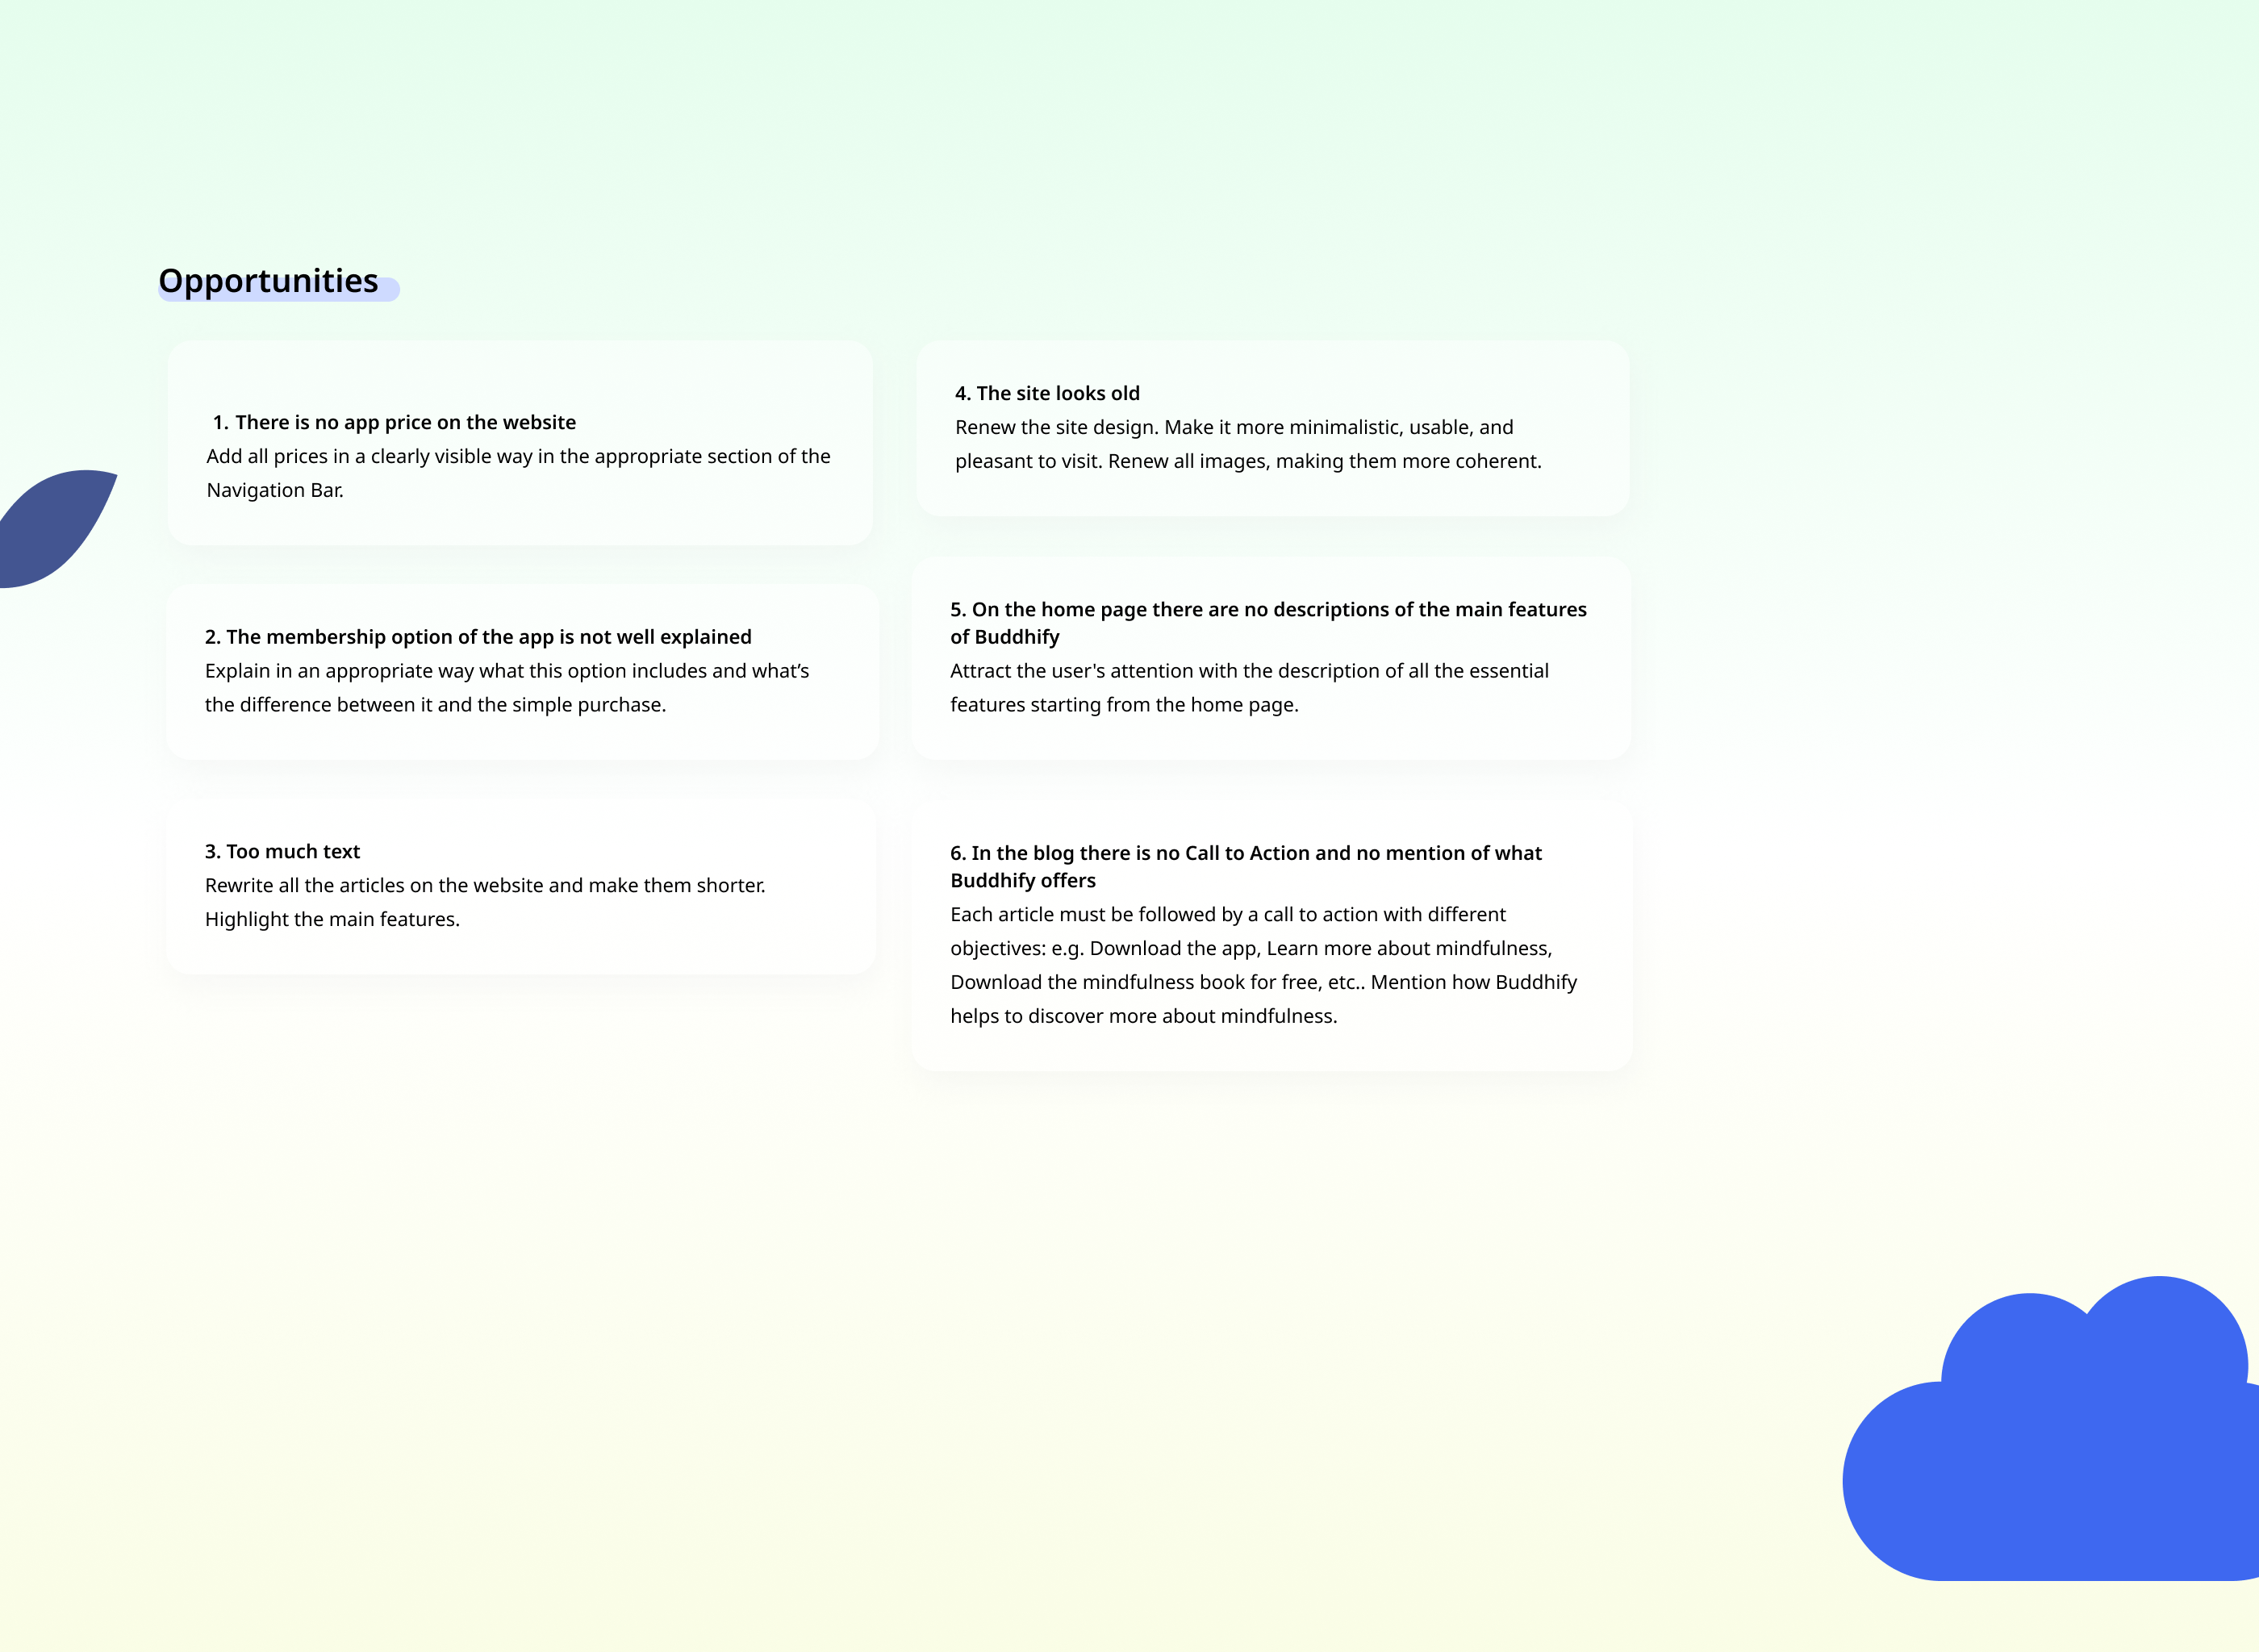 Opportunities
1. There is no app price on the website
Add all prices in a clearly visible way in the appropriate section of the
Navigation Bar.
2. The membership option of the app is not well explained
Explain in an appropriate way what this option includes and what’s
the difference between it and the simple purchase.
3. Too much text
Rewrite all the articles on the website and make them shorter.
Highlight the main features.
4. The site looks old
Renew the site design. Make it more minimalistic, usable, and
pleasant to visit. Renew all images, making them more coherent.
5. On the home page there are no descriptions of the main features
of Buddhify
Attract the user's attention with the description of all the essential
features starting from the home page.
6. In the blog there is no Call to Action and no mention of what
Buddhify offers
Each article must be followed by a call to action with different
objectives: e.g. Download the app, Learn more about mindfulness,
Download the mindfulness book for free, etc.. Mention how Buddhify
helps to discover more about mindfulness.